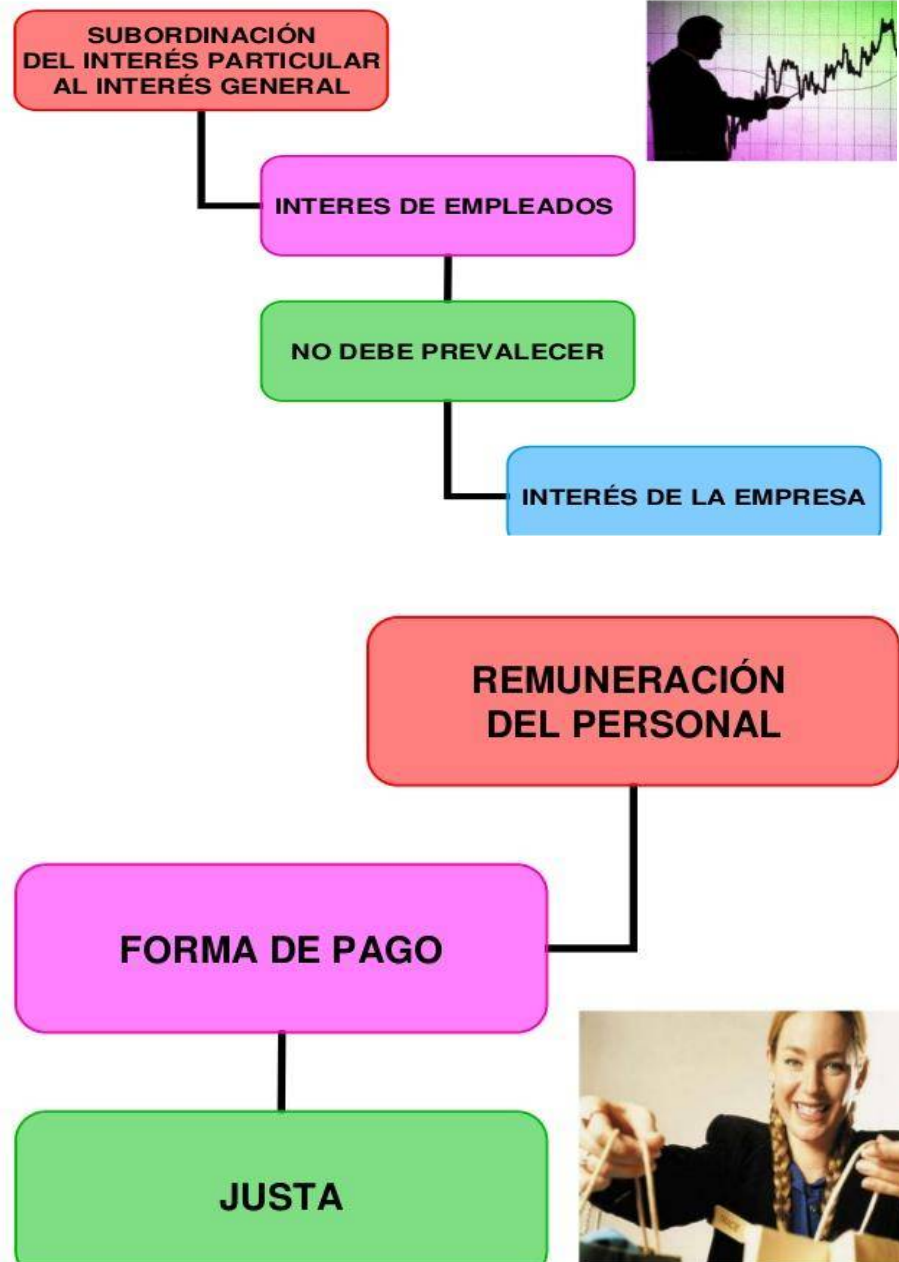 SUBORDINACIÓN
DEL INTERÉS PARTICULAR
AL INTERÉS GENERAL
INTERES DE EMPLEADOS
NO DEBE PREVALECER
INTERÉS DE LA EMPRESA
REMUNERACIÓN
DEL PERSONAL
FORMA DE PAGO
JUSTA